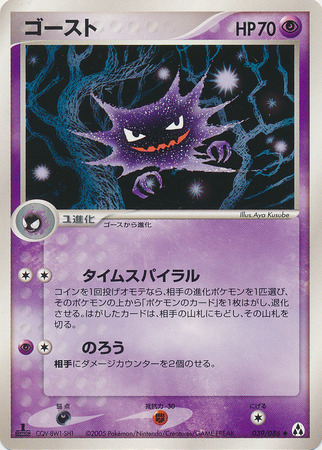 ゴースト
HP70
1進化
ゴースから進化
Illus.Aya Kusube
タイムスパイラル
コインを1回投げオモテなら、相手の進化ポケモンを1匹選び、
そのポケモンの上から「ポケモンのカード」を1枚はがし、退化
させる。はがしたカードは、相手の山札にもどし、その山札を
切る。
のろう
相手にダメージカウンターを2個のせる。
弱点
抵抗力 -30
にげる
1
CQV-8W1-SH1
©2005 Pokémon/Nintendo/Creatures/GAME FREAK
039/086